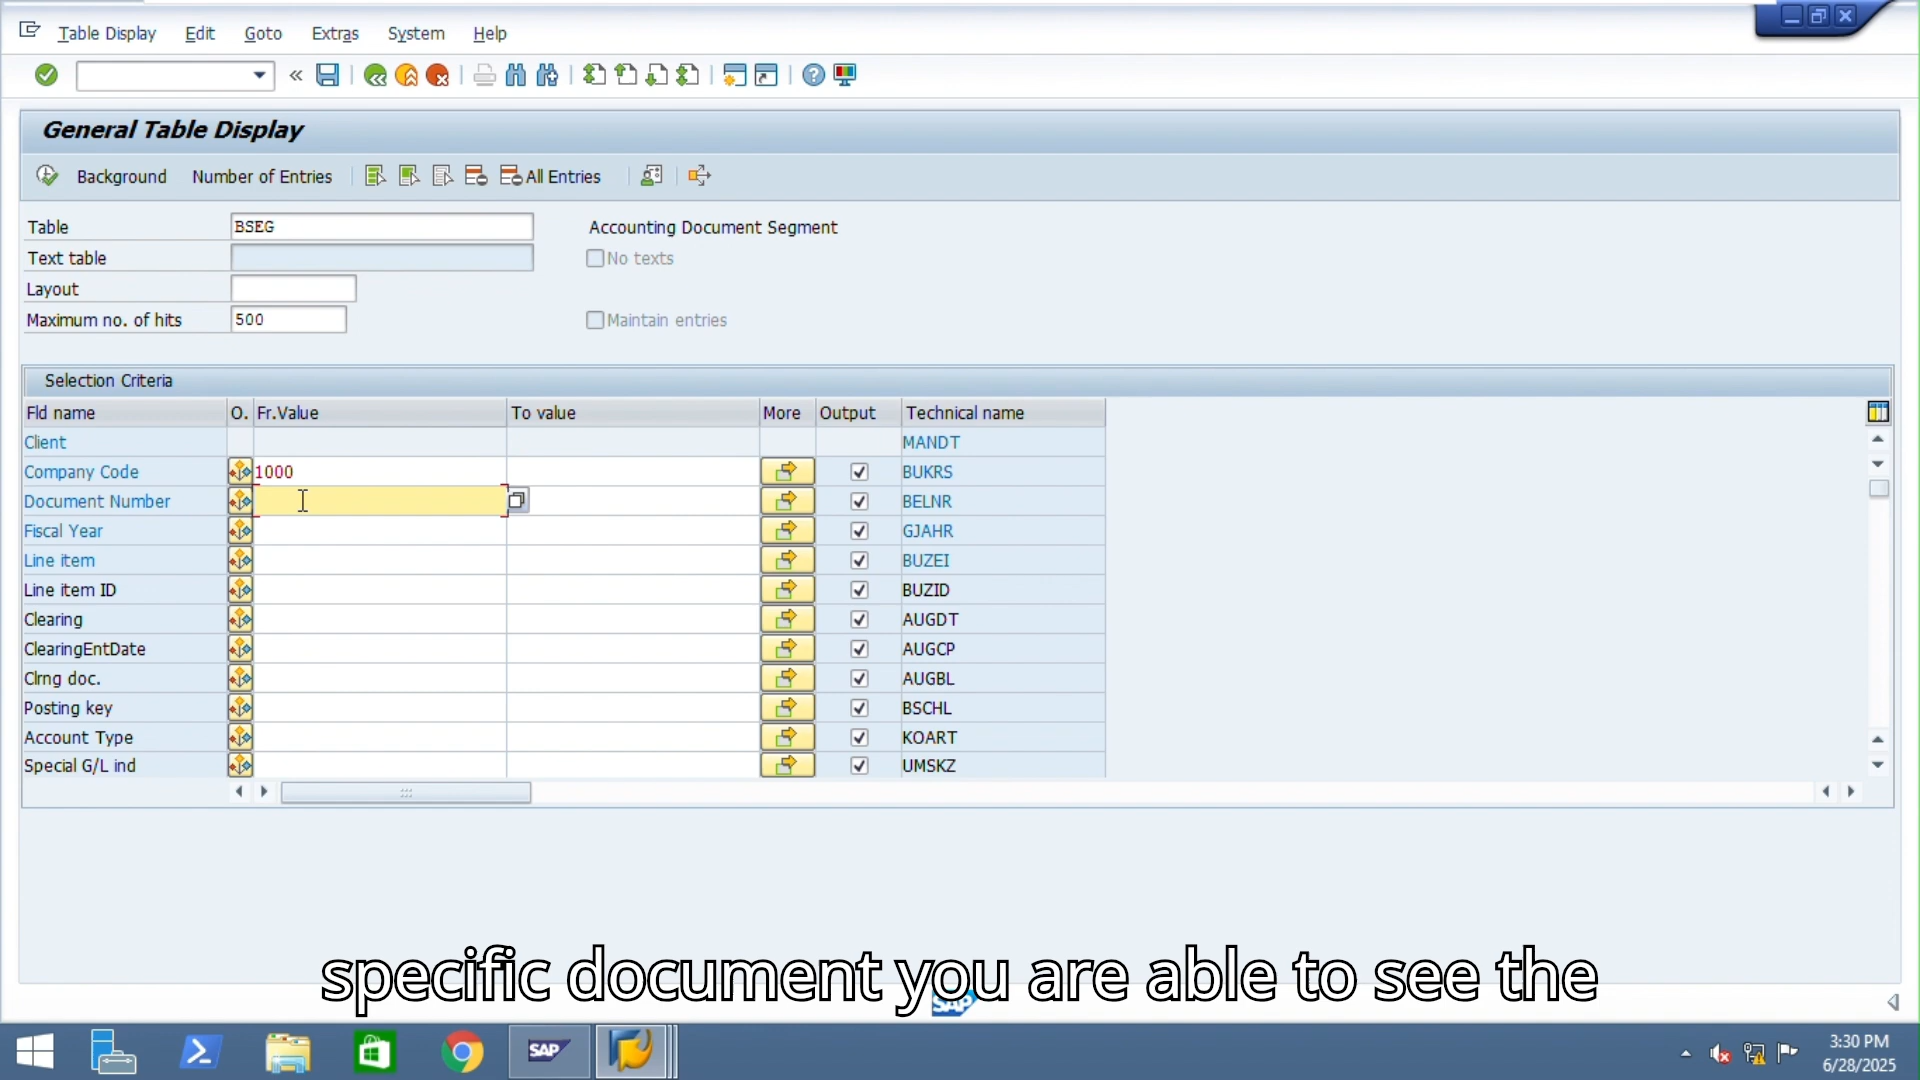 Table Display Edit Goto Extras System Help
General Table Display
Background Number of Entries All Entries
Table BSEG Accounting Document Segment
Text table No texts
Layout
Maximum no. of hits 500 Maintain entries
Selection Criteria
Fld name O. Fr.Value To value More Output Technical name
Client MANDT
Company Code 1000 BUKRS
Document Number BELNR
Fiscal Year GJAHR
Line item BUZEI
Line item ID BUZID
Clearing AUGDT
ClearingEntDate AUGCP
Clrng doc. AUGBL
Posting key BSCHL
Account Type KOART
Special G/L ind UMSKZ
specific document you are able to see the
SAP
SAP
3:30 PM
6/28/2025